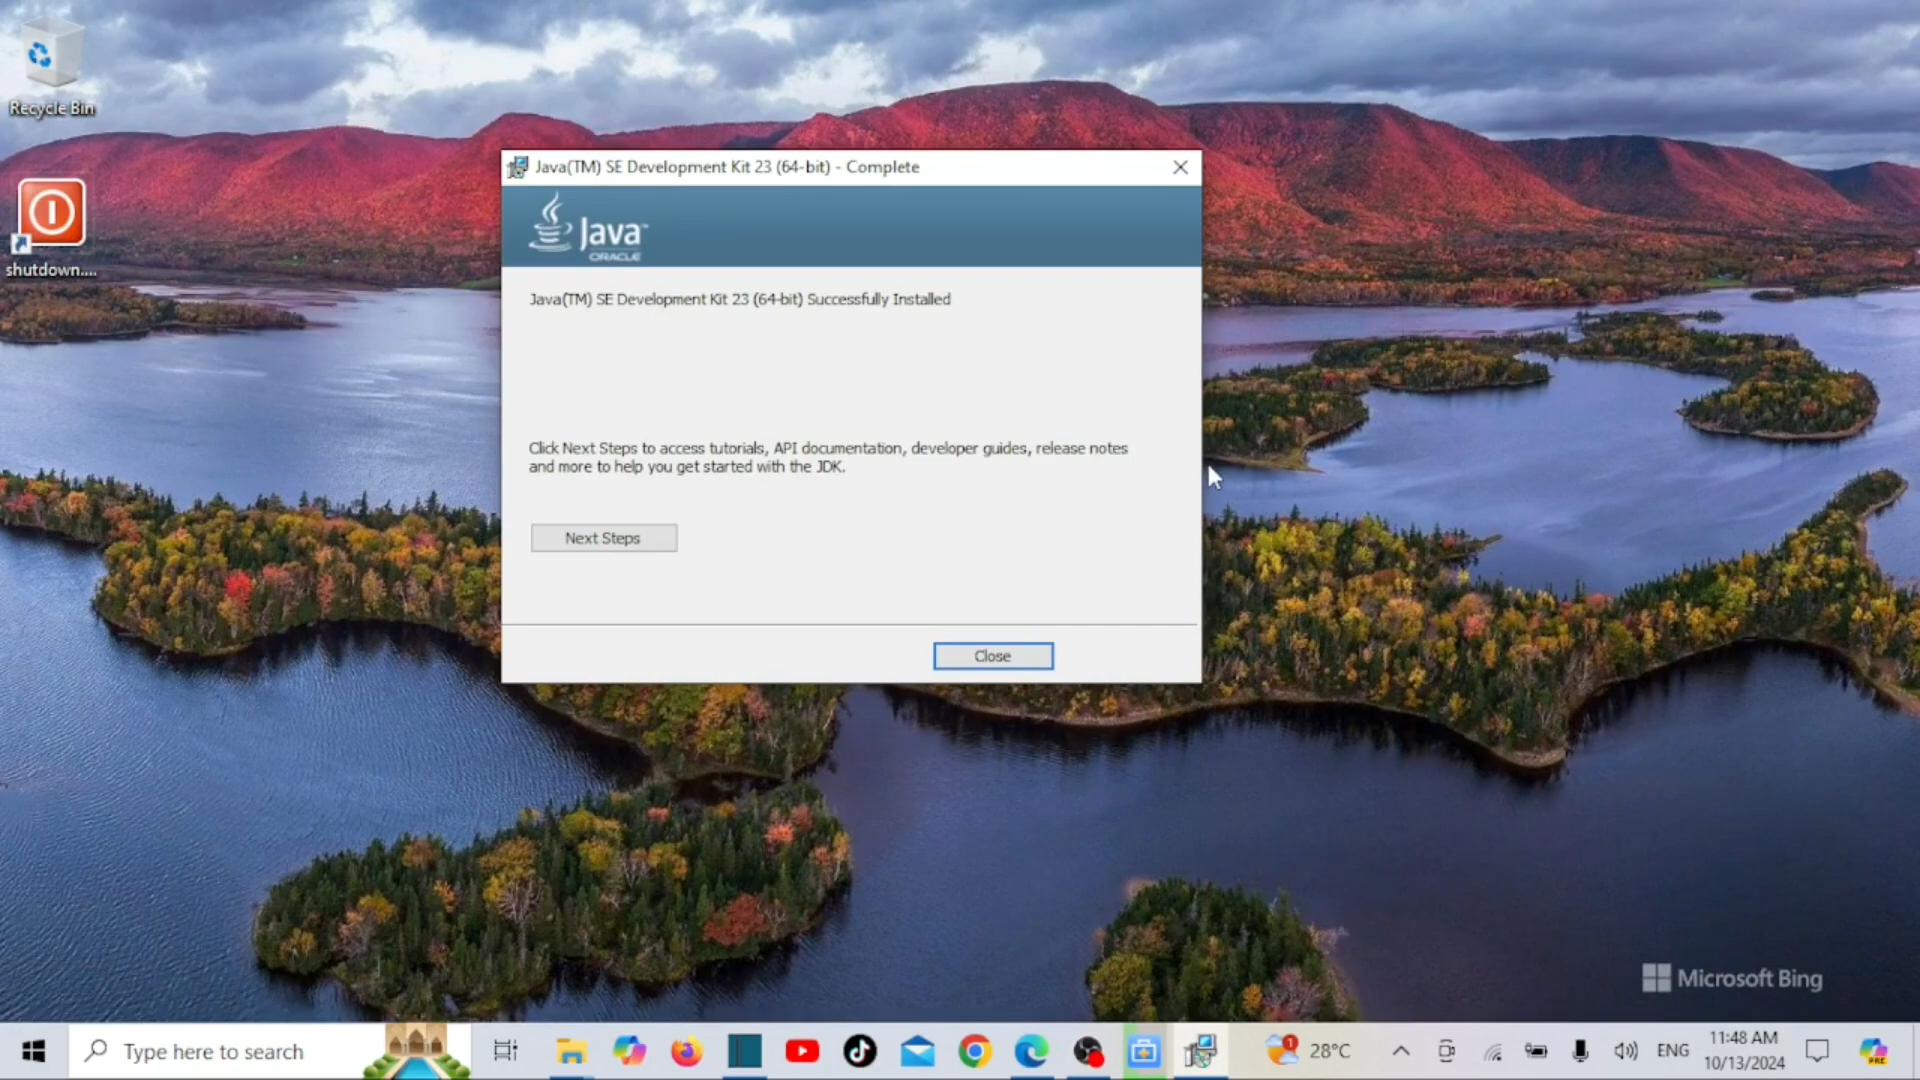 Recycle Bin
shutdown....
Java(TM) SE Development Kit 23 (64-bit) - Complete
Java™
ORACLE
Java(TM) SE Development Kit 23 (64-bit) Successfully Installed
Click Next Steps to access tutorials, API documentation, developer guides, release notes
and more to help you get started with the JDK.
Next Steps
Close
Microsoft Bing
Type here to search
1
28°C
ENG
11:48 AM
10/13/2024
PRE